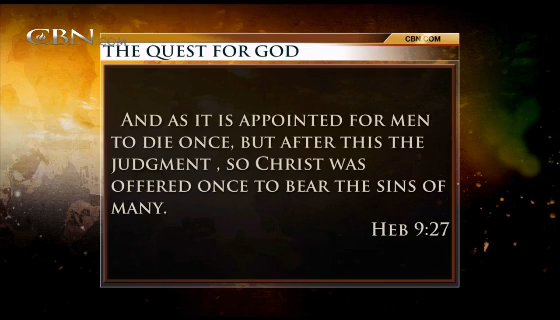 CBN.COM
CBN.COM
THE QUEST FOR GOD
AND AS IT IS APPOINTED FOR MEN
TO DIE ONCE, BUT AFTER THIS THE
JUDGMENT , SO CHRIST WAS
OFFERED ONCE TO BEAR THE SINS OF
MANY.
HEB 9:27